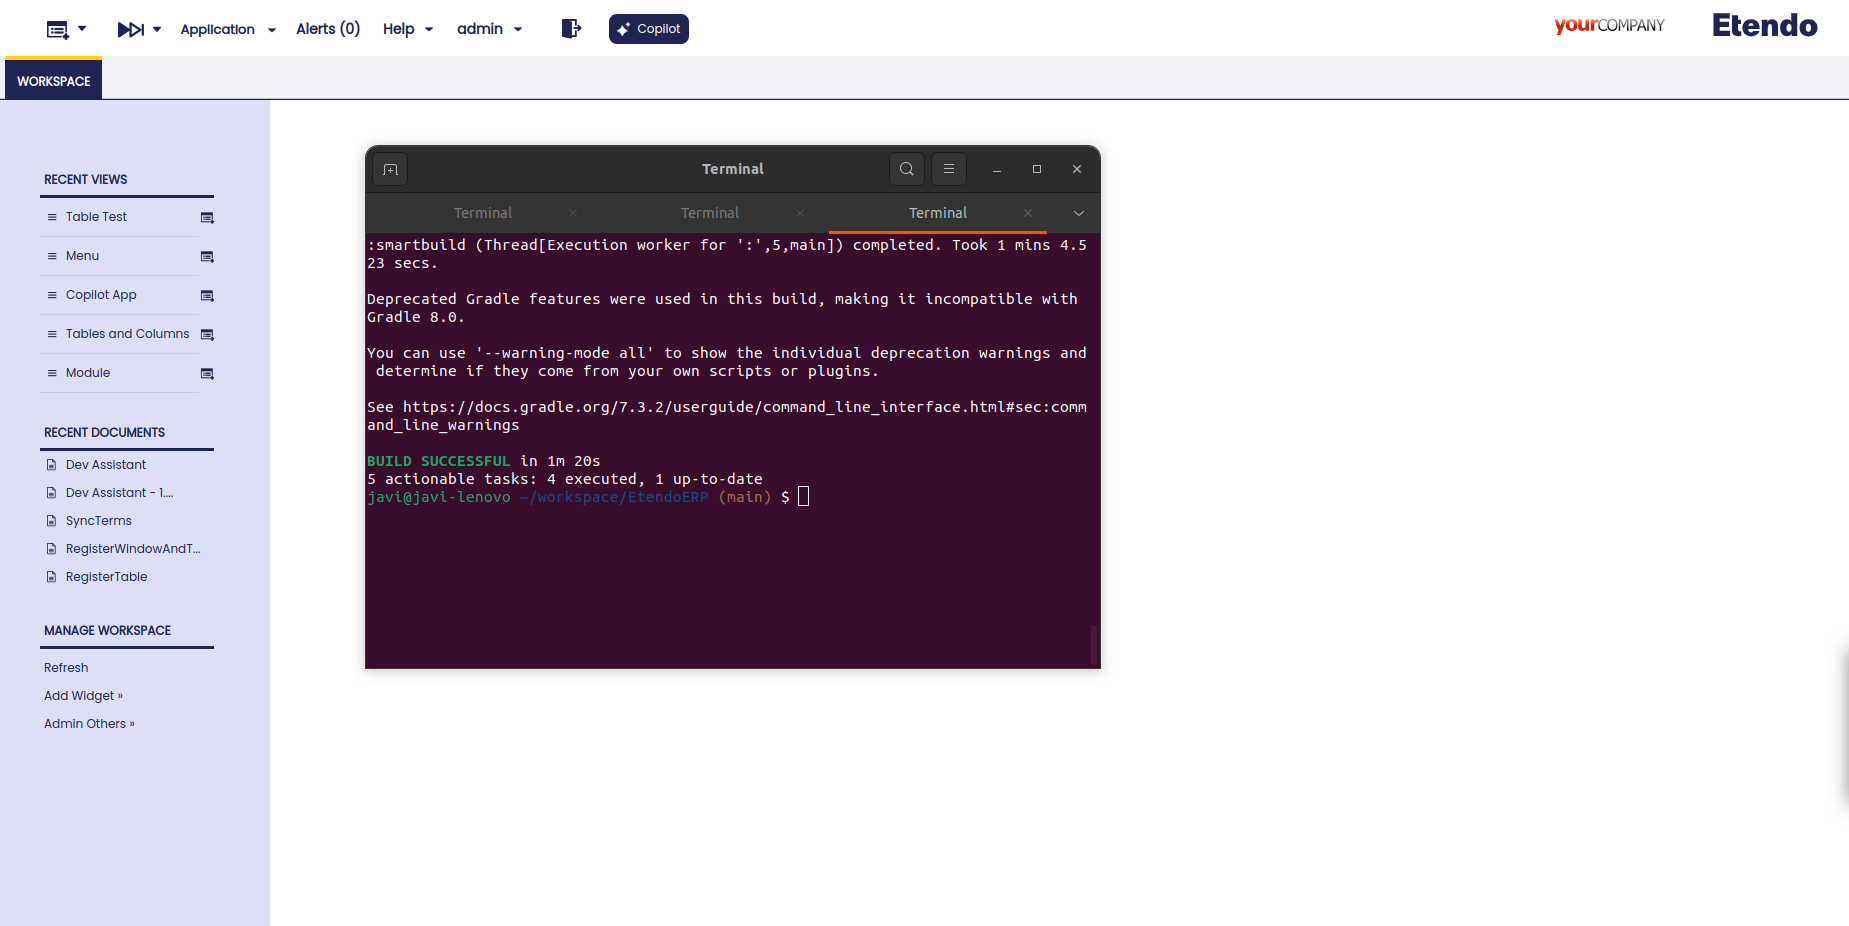 Application
Alerts (0)
Help
admin
Copilot
yourCOMPANY
Etendo
WORKSPACE
RECENT VIEWS
Table Test
Menu
Copilot App
Tables and Columns
Module
RECENT DOCUMENTS
Dev Assistant
Dev Assistant - 1....
SyncTerms
RegisterWindowAndT...
RegisterTable
MANAGE WORKSPACE
Refresh
Add Widget »
Admin Others »
Terminal
Terminal
Terminal
Terminal
:smartbuild (Thread[Execution worker for ':',5,main]) completed. Took 1 mins 4.5
23 secs.
Deprecated Gradle features were used in this build, making it incompatible with
Gradle 8.0.
You can use '--warning-mode all' to show the individual deprecation warnings and
determine if they come from your own scripts or plugins.
See https://docs.gradle.org/7.3.2/userguide/command_line_interface.html#sec:comm
and_line_warnings
BUILD SUCCESSFUL in 1m 20s
5 actionable tasks: 4 executed, 1 up-to-date
javi@javi-lenovo ~/workspace/EtendoERP (main) $